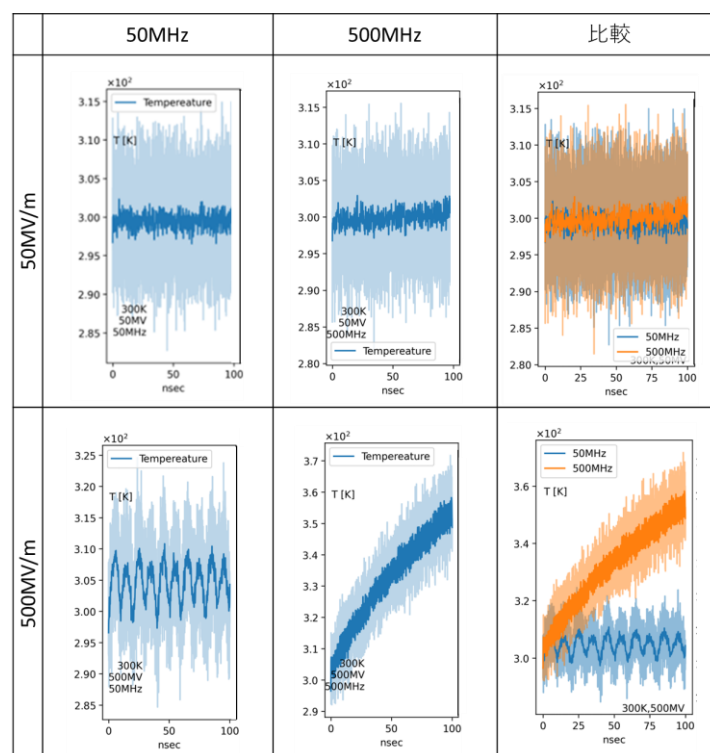 50MHz
500MHz
比較
50MV/m
×10²
Tempereature
T [K]
3.15
3.10
3.05
3.00
2.95
2.90
2.85
300K
50MV
50MHz
0
50
100
nsec
×10²
3.15
T [K]
3.10
3.05
3.00
2.95
2.90
2.85
2.80
300K
50MV
500MHz
Tempereature
0
50
100
nsec
×10²
3.15
T [K]
3.10
3.05
3.00
2.95
2.90
2.85
2.80
50MHz
500MHz
300K,50MV
0
25
50
75
100
nsec
500MV/m
×10²
Tempereature
T [K]
3.25
3.20
3.15
3.10
3.05
3.00
2.95
2.90
2.85
300K
500MV
50MHz
0
50
100
nsec
×10²
Tempereature
T [K]
3.7
3.6
3.5
3.4
3.3
3.2
3.1
3.0
2.9
300K
500MV
500MHz
0
50
100
nsec
×10²
50MHz
500MHz
T [K]
3.6
3.4
3.2
3.0
300K,500MV
0
25
50
75
100
nsec